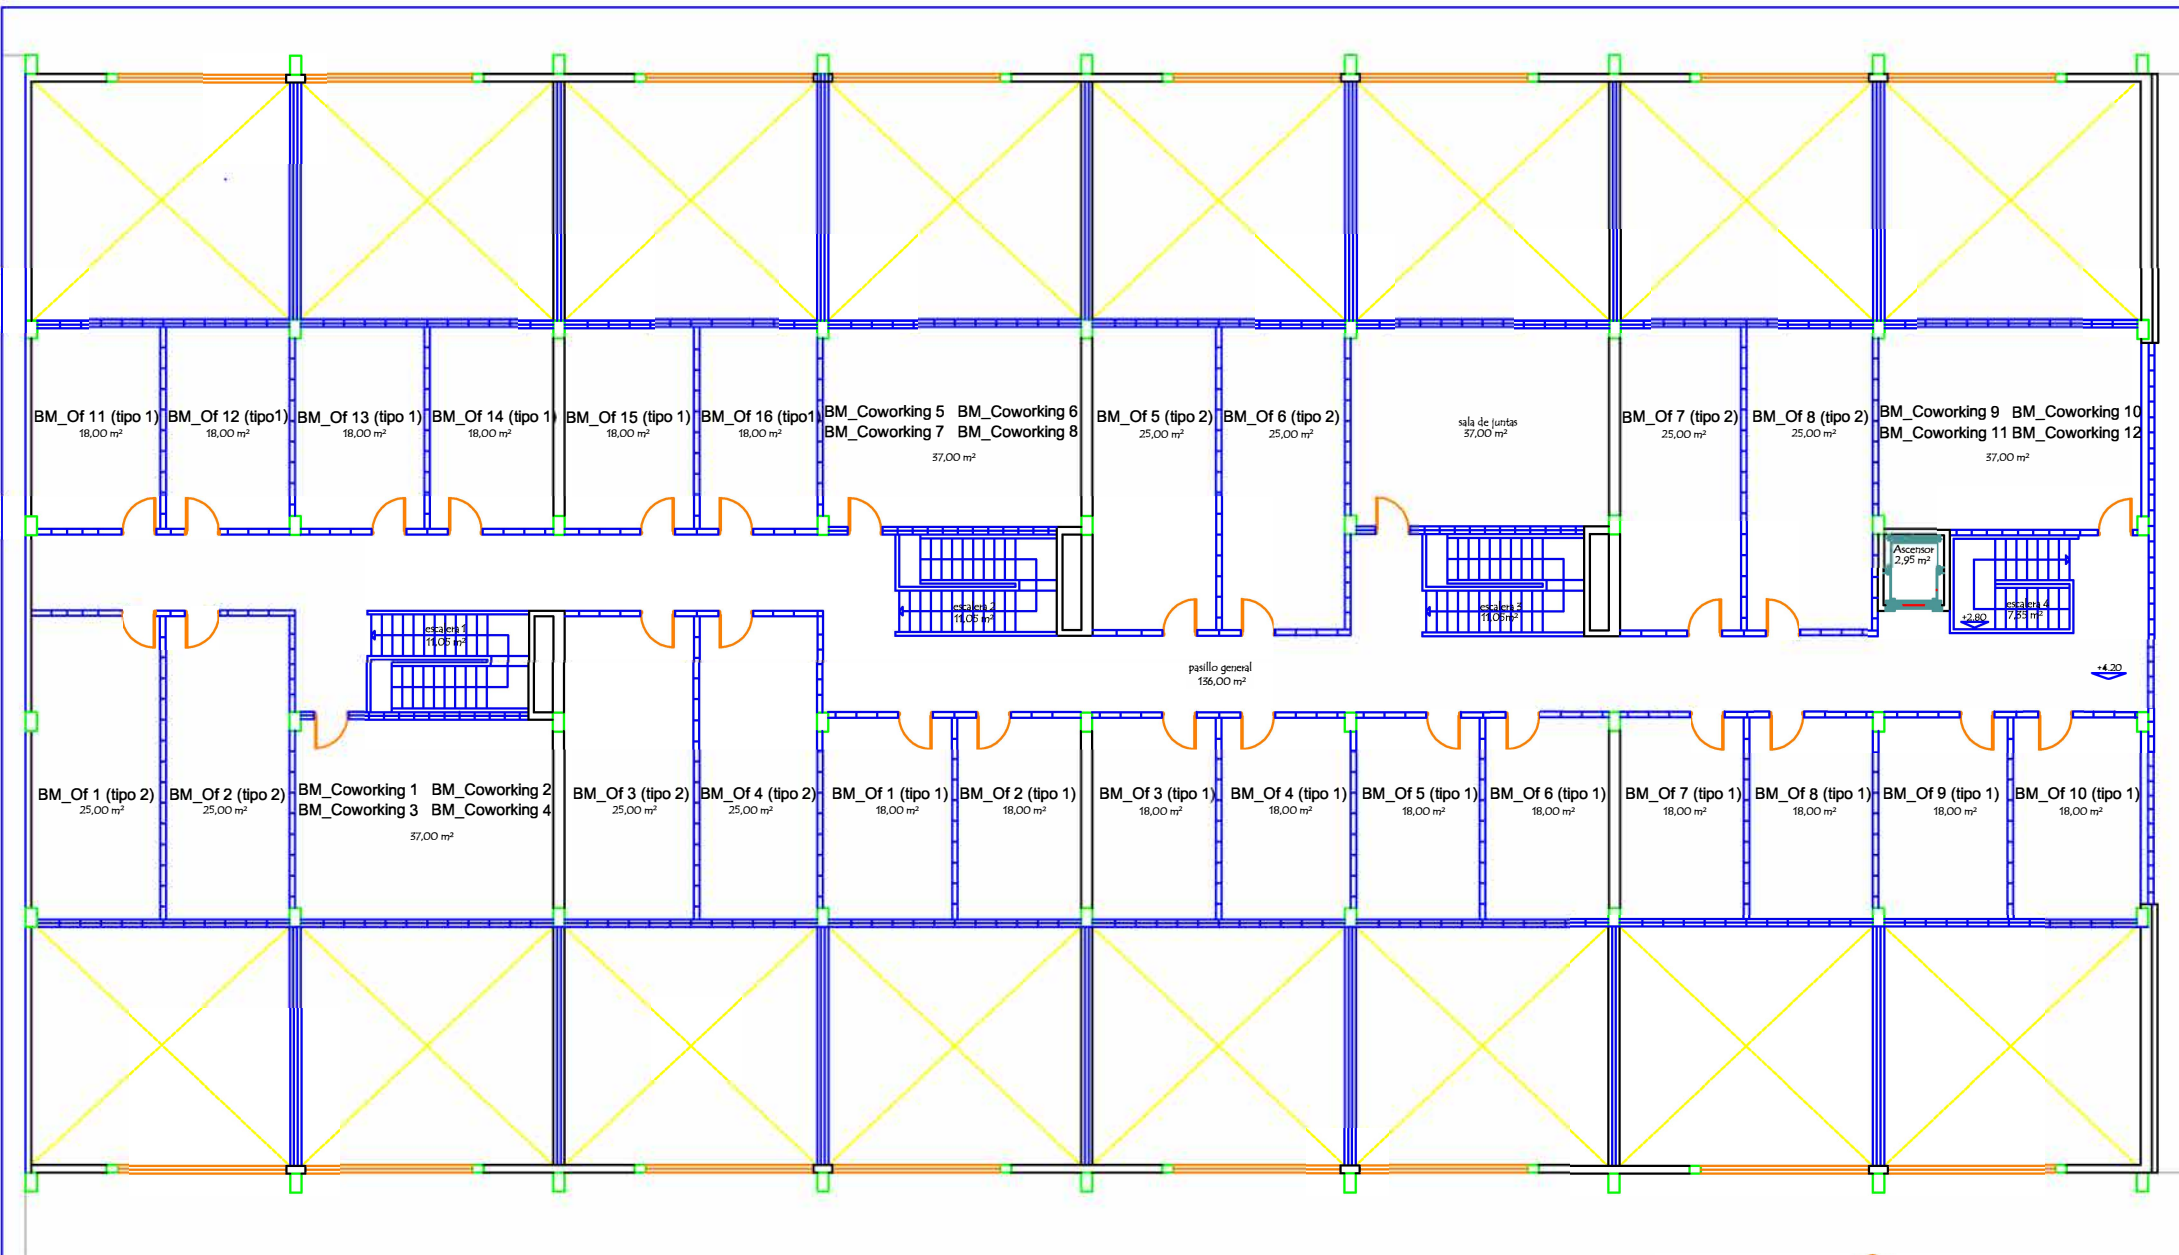 BM_Of 11 (tipo 1)
18,00 m²
BM_Of 12 (tipo1)
18,00 m²
BM_Of 13 (tipo 1)
18,00 m²
BM_Of 14 (tipo 1)
18,00 m²
BM_Of 15 (tipo 1)
18,00 m²
BM_Of 16 (tipo1)
18,00 m²
BM_Coworking 5 BM_Coworking 6
BM_Coworking 7 BM_Coworking 8
37,00 m²
BM_Of 5 (tipo 2)
25,00 m²
BM_Of 6 (tipo 2)
25,00 m²
sala de juntas
37,00 m²
BM_Of 7 (tipo 2)
25,00 m²
BM_Of 8 (tipo 2)
25,00 m²
BM_Coworking 9 BM_Coworking 10
BM_Coworking 11 BM_Coworking 12
37,00 m²
Ascensor
2,95 m²
escalera 1
11,05 m²
escalera 2
11,05 m²
escalera 3
11,05 m²
escalera 4
7,35 m²
+2.80
pasillo general
136,00 m²
+4.20
BM_Of 1 (tipo 2)
25,00 m²
BM_Of 2 (tipo 2)
25,00 m²
BM_Coworking 1 BM_Coworking 2
BM_Coworking 3 BM_Coworking 4
37,00 m²
BM_Of 3 (tipo 2)
25,00 m²
BM_Of 4 (tipo 2)
25,00 m²
BM_Of 1 (tipo 1)
18,00 m²
BM_Of 2 (tipo 1)
18,00 m²
BM_Of 3 (tipo 1)
18,00 m²
BM_Of 4 (tipo 1)
18,00 m²
BM_Of 5 (tipo 1)
18,00 m²
BM_Of 6 (tipo 1)
18,00 m²
BM_Of 7 (tipo 1)
18,00 m²
BM_Of 8 (tipo 1)
18,00 m²
BM_Of 9 (tipo 1)
18,00 m²
BM_Of 10 (tipo 1)
18,00 m²